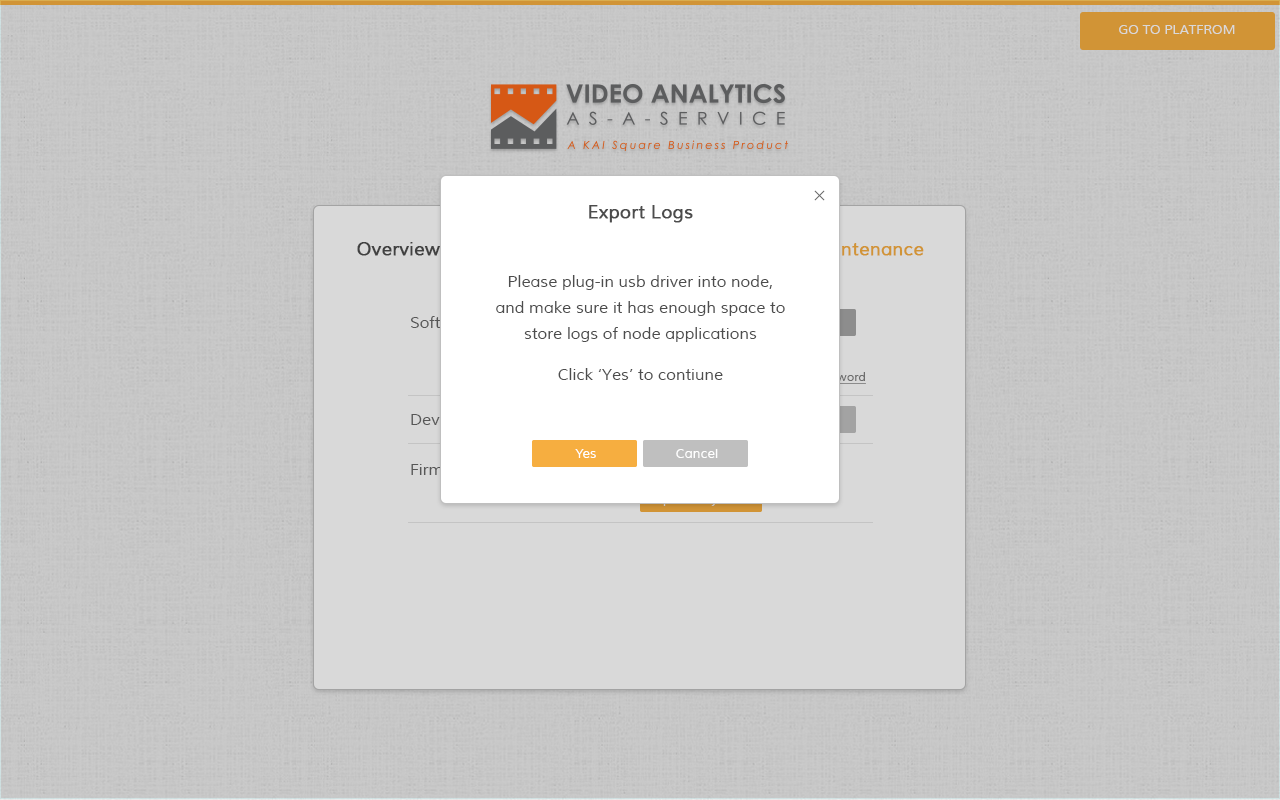 GO TO PLATFROM
VIDEO ANALYTICS
AS-A-SERVICE
A KAI Square Business Product
Export Logs
Overview
ntenance
Please plug-in usb driver into node,
and make sure it has enough space to
store logs of node applications
Click ‘Yes’ to contiune
Soft
word
Dev
Yes
Cancel
Firm